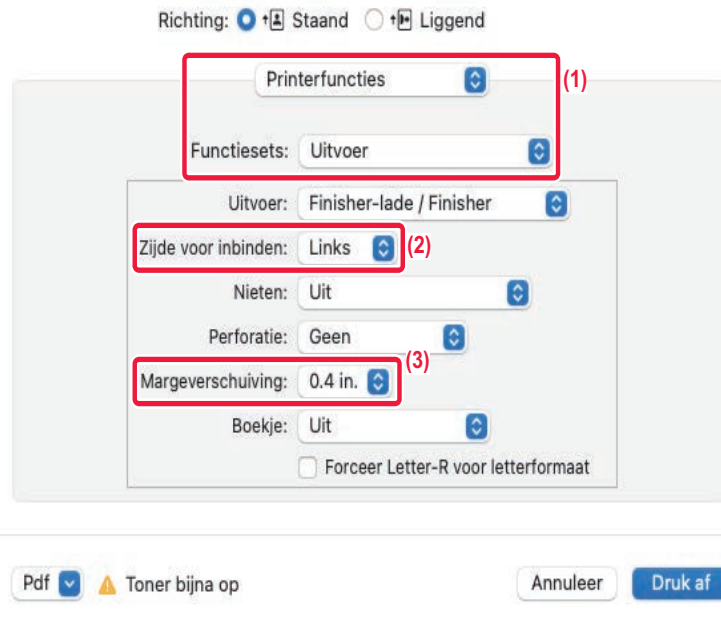 Richting: Staand Liggend
Printerfuncties (1)
Functiesets: Uitvoer
Uitvoer: Finisher-lade / Finisher
Zijde voor inbinden: Links (2)
Nieten: Uit
Perforatie: Geen
(3)
Margeverschuiving: 0.4 in.
Boekje: Uit
Forceer Letter-R voor letterformaat
Pdf Toner bijna op Annuleer Druk af